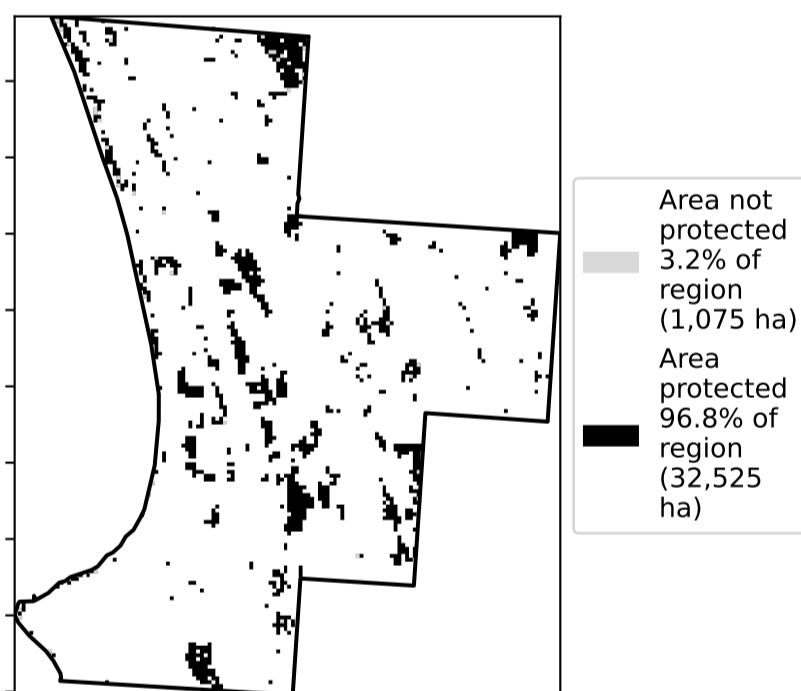 Area not
protected
3.2% of
region
(1,075 ha)
Area
protected
96.8% of
region
(32,525
ha)